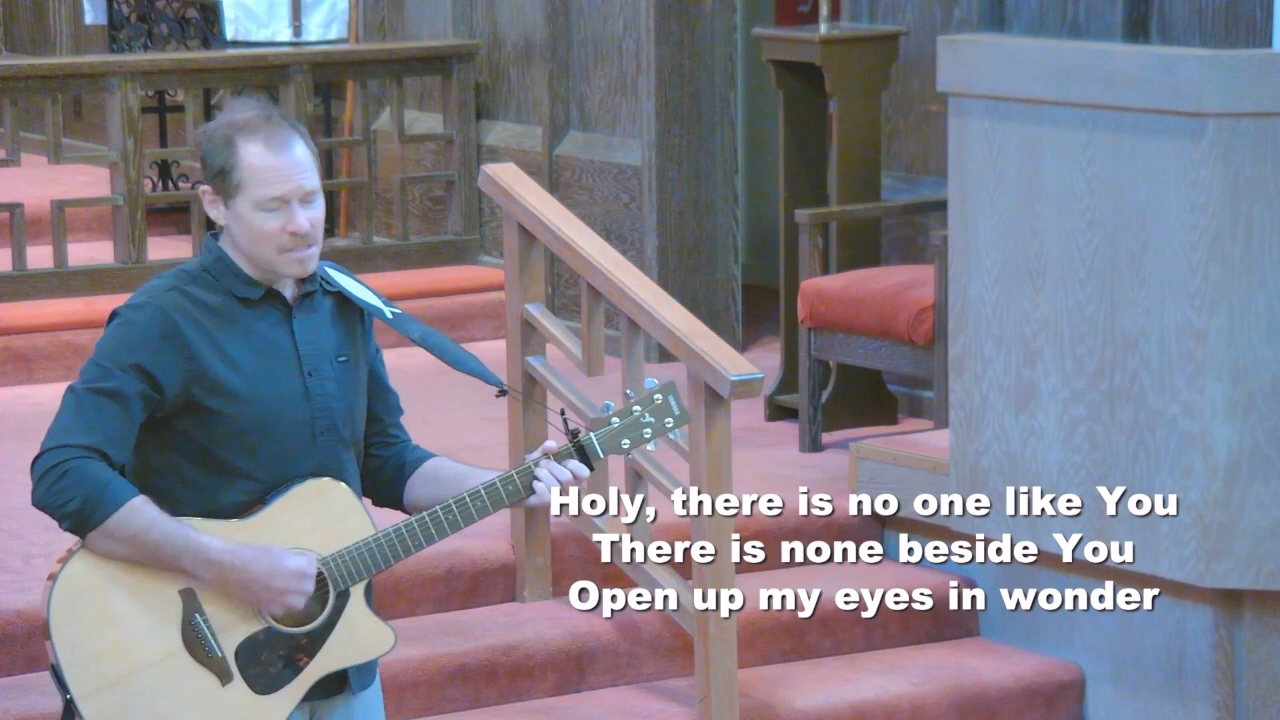 Holy, there is no one like You
There is none beside You
Open up my eyes in wonder